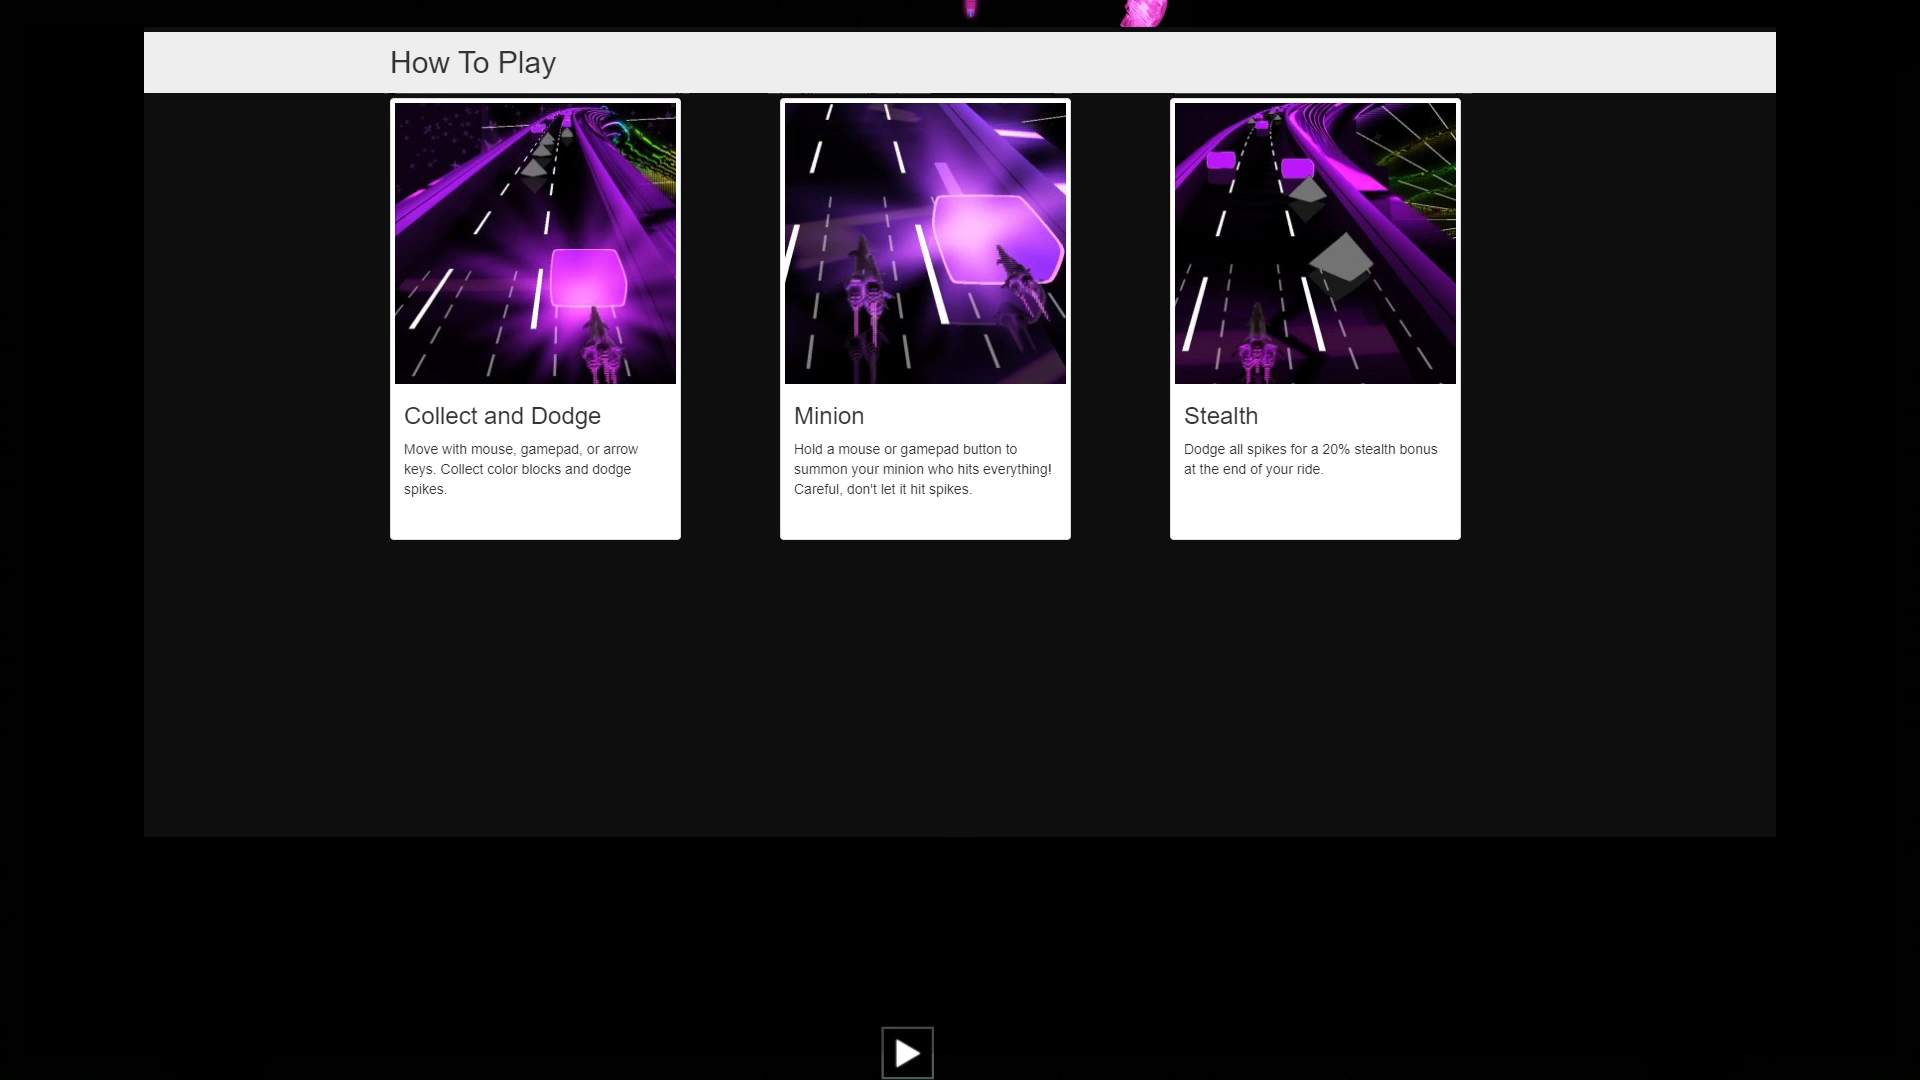 How To Play
Collect and Dodge
Move with mouse, gamepad, or arrow
keys. Collect color blocks and dodge
spikes.
Minion
Hold a mouse or gamepad button to
summon your minion who hits everything!
Careful, don't let it hit spikes.
Stealth
Dodge all spikes for a 20% stealth bonus
at the end of your ride.